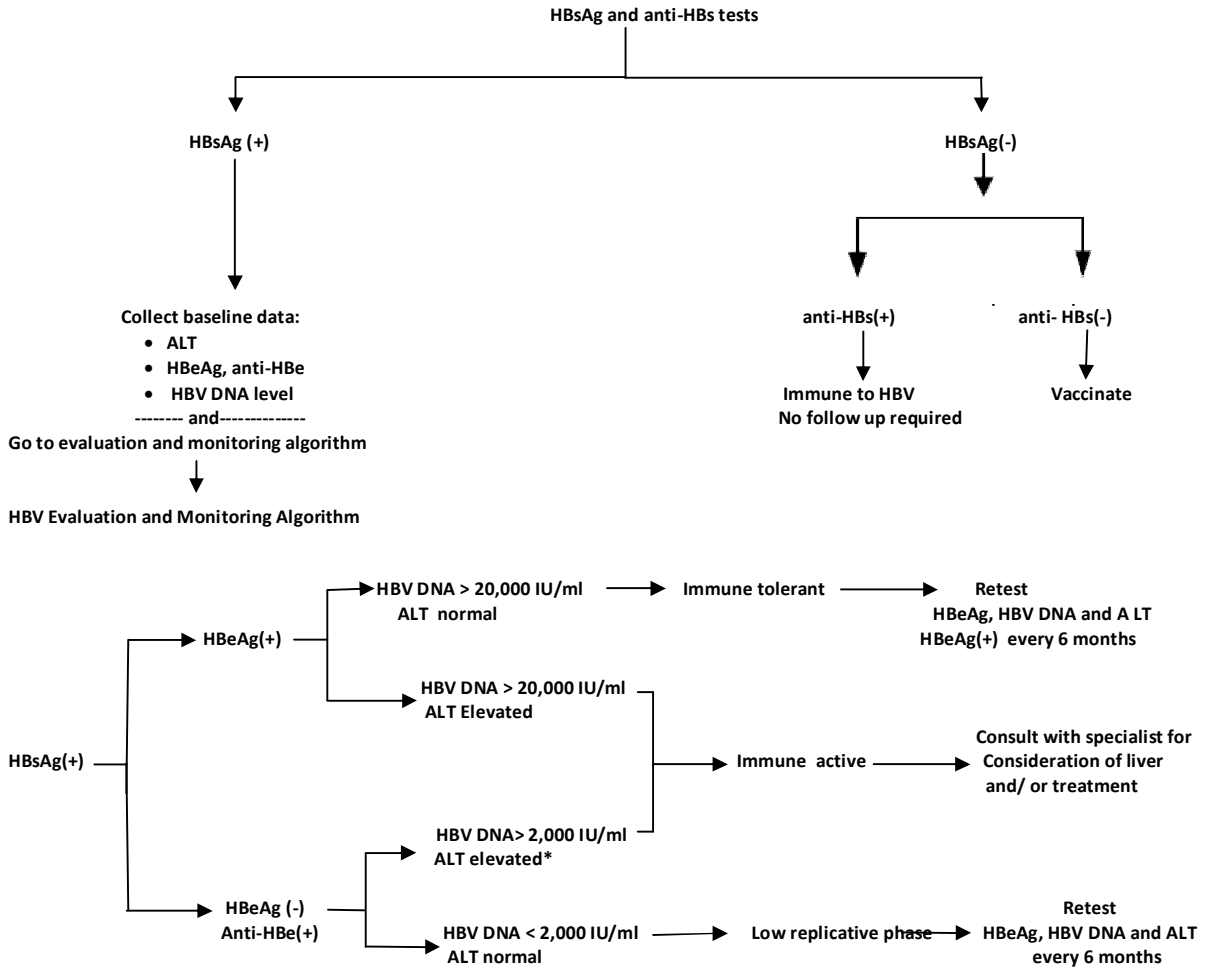 HBsAg and anti-HBs tests
HBsAg (+)
HBsAg(-)
Collect baseline data:
• ALT
• HBeAg, anti-HBe
• HBV DNA level
-------- and-------------
Go to evaluation and monitoring algorithm
anti-HBs(+)
anti- HBs(-)
Immune to HBV
No follow up required
Vaccinate
HBV Evaluation and Monitoring Algorithm
HBV DNA > 20,000 IU/ml
ALT normal
Immune tolerant
Retest
HBeAg, HBV DNA and A LT
HBeAg(+) every 6 months
HBeAg(+)
HBV DNA > 20,000 IU/ml
ALT Elevated
HBsAg(+)
Immune active
Consult with specialist for
Consideration of liver
and/ or treatment
HBV DNA> 2,000 IU/ml
ALT elevated*
HBeAg (-)
Anti-HBe(+)
HBV DNA < 2,000 IU/ml
ALT normal
Low replicative phase
Retest
HBeAg, HBV DNA and ALT
every 6 months